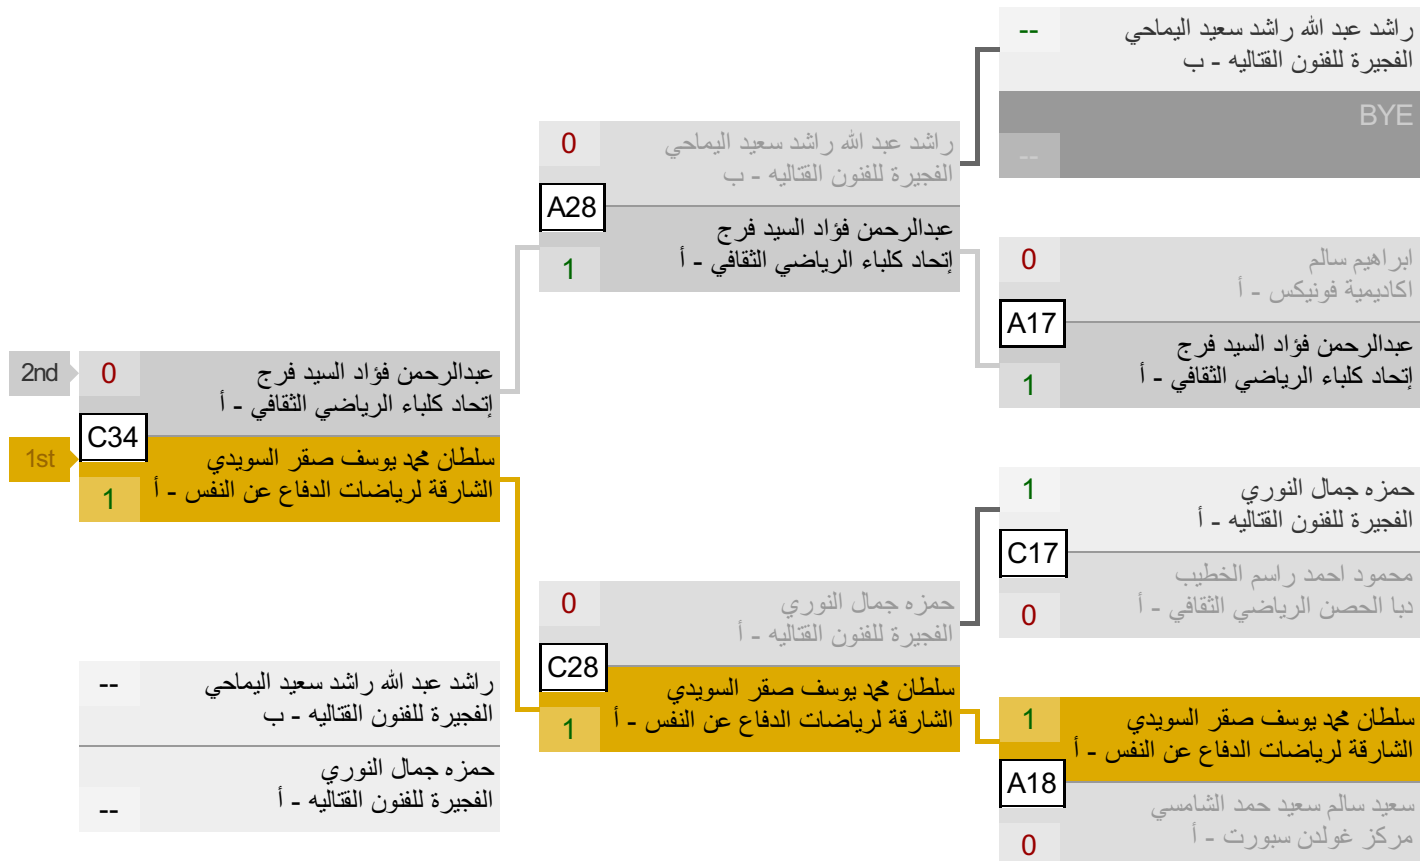 راشد عبد الله راشد سعيد اليماحي
الفجيرة للفنون القتاليه - ب
--
BYE
--
ابراهيم سالم
اكاديمية فونيكس - أ
0
A17
عبدالرحمن فؤاد السيد فرج
إتحاد كلباء الرياضي الثقافي - أ
1
حمزه جمال النوري
الفجيرة للفنون القتاليه - أ
1
C17
محمود احمد راسم الخطيب
دبا الحصن الرياضي الثقافي - أ
0
سلطان محمد يوسف صقر السويدي
الشارقة لرياضات الدفاع عن النفس - أ
1
A18
سعيد سالم سعيد حمد الشامسي
مركز غولدن سبورت - أ
0
راشد عبد الله راشد سعيد اليماحي
الفجيرة للفنون القتاليه - ب
0
A28
عبدالرحمن فؤاد السيد فرج
إتحاد كلباء الرياضي الثقافي - أ
1
حمزه جمال النوري
الفجيرة للفنون القتاليه - أ
0
C28
سلطان محمد يوسف صقر السويدي
الشارقة لرياضات الدفاع عن النفس - أ
1
عبدالرحمن فؤاد السيد فرج
إتحاد كلباء الرياضي الثقافي - أ
0
2nd
C34
سلطان محمد يوسف صقر السويدي
الشارقة لرياضات الدفاع عن النفس - أ
1
1st
راشد عبد الله راشد سعيد اليماحي
الفجيرة للفنون القتاليه - ب
--
حمزه جمال النوري
الفجيرة للفنون القتاليه - أ
--